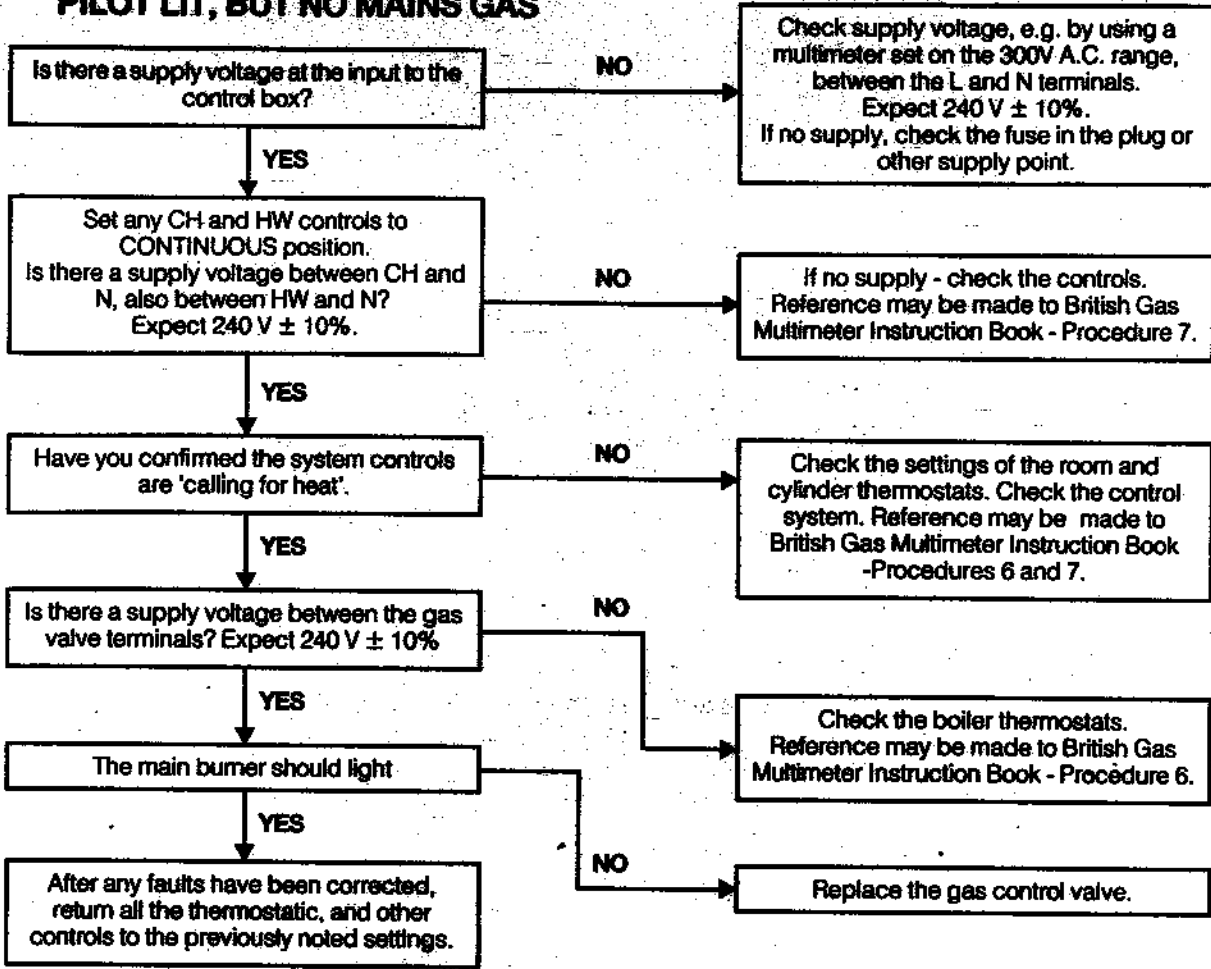 PILOT LIT, BUT NO MAINS GAS
Is there a supply voltage at the input to the
control box?
NO
Check supply voltage, e.g. by using a
multimeter set on the 300V A.C. range,
between the L and N terminals.
Expect 240 V ± 10%.
If no supply, check the fuse in the plug or
other supply point.
YES
Set any CH and HW controls to
CONTINUOUS position.
Is there a supply voltage between CH and
N, also between HW and N?
Expect 240 V ± 10%.
NO
If no supply - check the controls.
Reference may be made to British Gas
Multimeter Instruction Book - Procedure 7.
YES
Have you confirmed the system controls
are 'calling for heat'.
NO
Check the settings of the room and
cylinder thermostats. Check the control
system. Reference may be made to
British Gas Multimeter Instruction Book
-Procedures 6 and 7.
YES
Is there a supply voltage between the gas
valve terminals? Expect 240 V ± 10%
NO
Check the boiler thermostats.
Reference may be made to British Gas
Multimeter Instruction Book - Procedure 6.
YES
The main burner should light
NO
Replace the gas control valve.
YES
After any faults have been corrected,
return all the thermostatic, and other
controls to the previously noted settings.